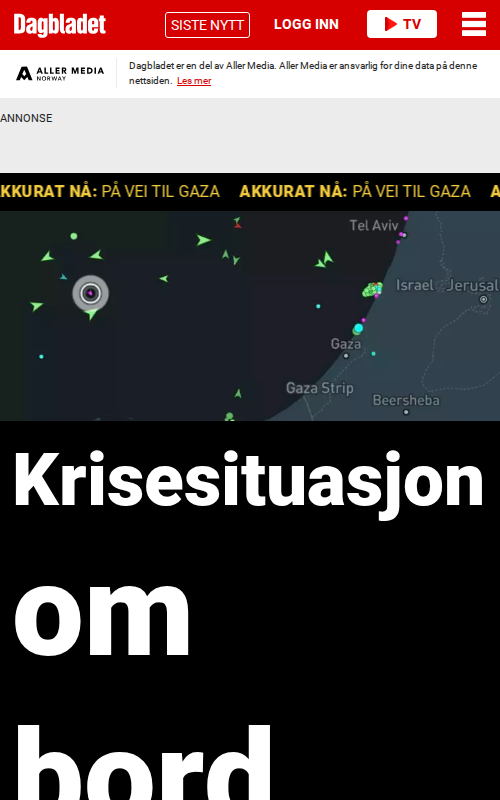 Dagbladet
SISTE NYTT
LOGG INN
TV
ALLER MEDIA
NORWAY
Dagbladet er en del av Aller Media. Aller Media er ansvarlig for dine data på denne
nettsiden. Les mer
ANNONSE
KKURAT NÅ: PÅ VEI TIL GAZA AKKURAT NÅ: PÅ VEI TIL GAZA A
Tel Aviv
Israel
Jerusal
Gaza
Gaza Strip
Beersheba
Krisesituasjon
om
bord